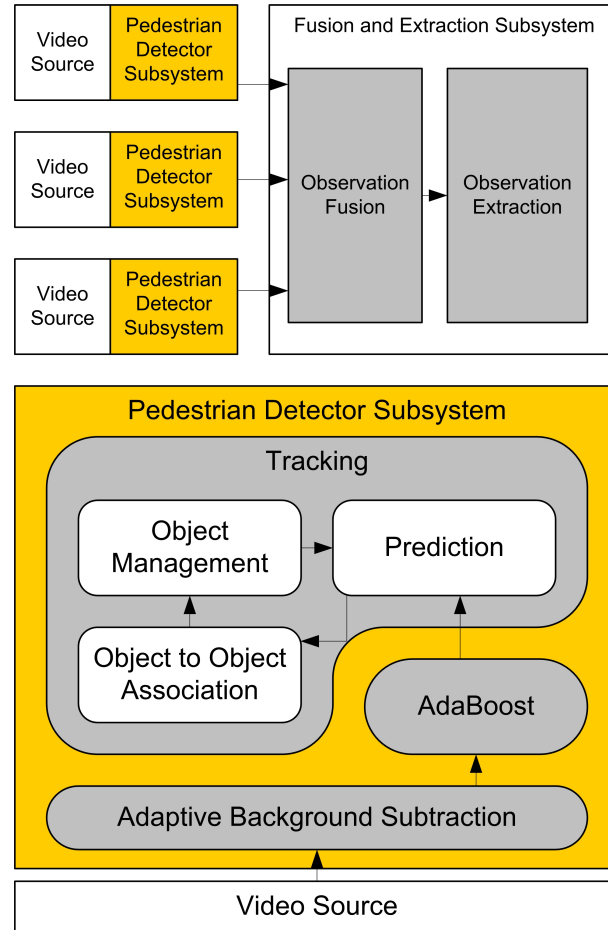 Video
Source
Pedestrian
Detector
Subsystem
Fusion and Extraction Subsystem
Video
Source
Pedestrian
Detector
Subsystem
Observation
Fusion
Observation
Extraction
Video
Source
Pedestrian
Detector
Subsystem
Pedestrian Detector Subsystem
Tracking
Object
Management
Prediction
Object to Object
Association
AdaBoost
Adaptive Background Subtraction
Video Source